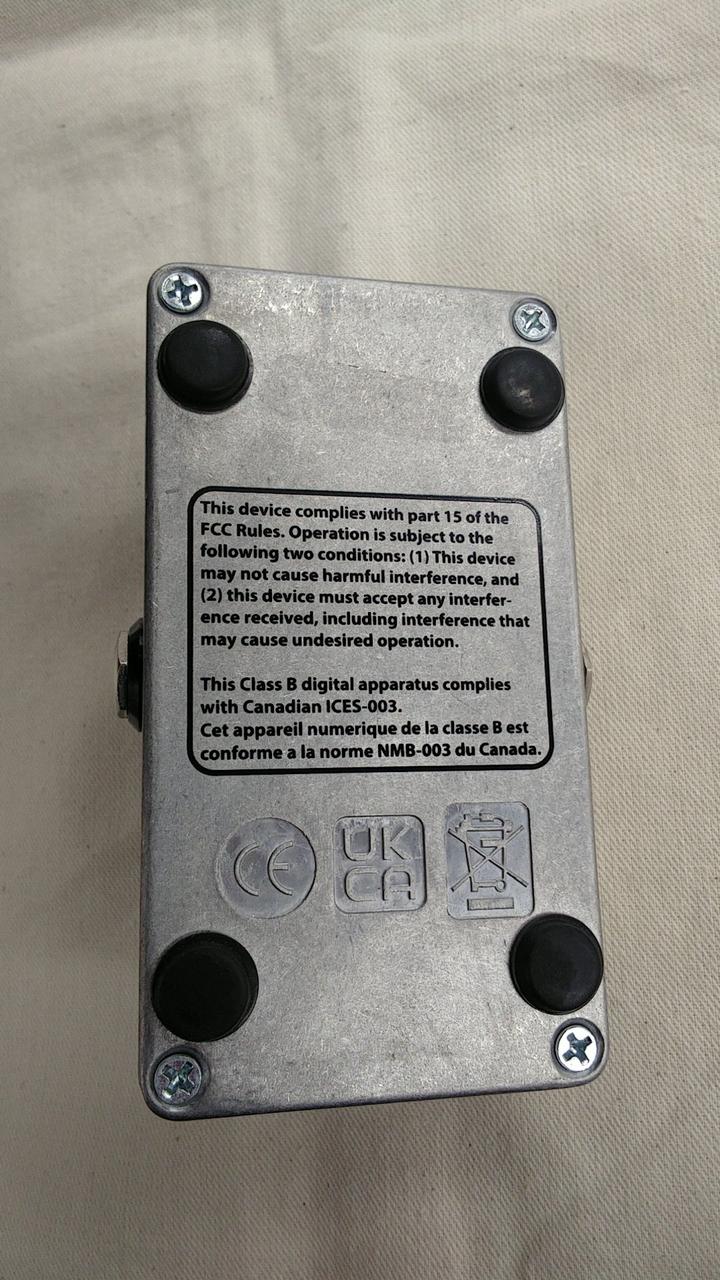 This device complies with part 15 of the
FCC Rules. Operation is subject to the
following two conditions: (1) This device
may not cause harmful interference, and
(2) this device must accept any interfer-
ence received, including interference that
may cause undesired operation.
This Class B digital apparatus complies
with Canadian ICES-003.
Cet appareil numerique de la classe B est
conforme a la norme NMB-003 du Canada.
CE
UK
CA